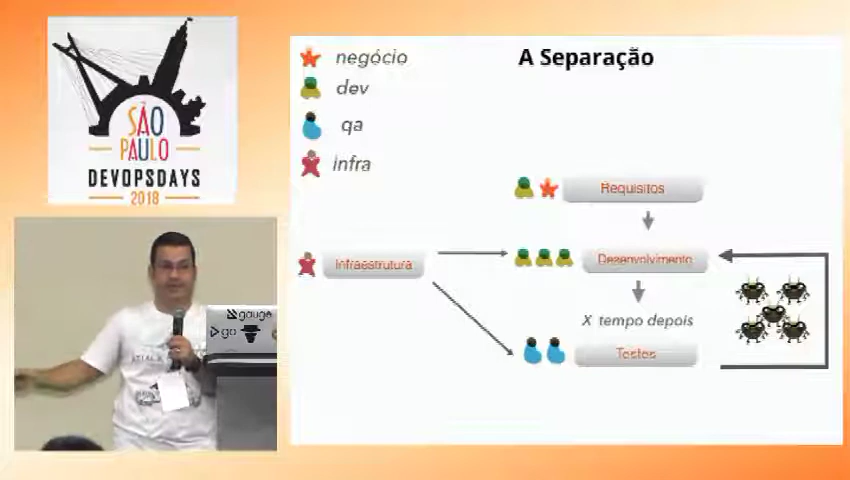 SÃO
PAULO
DEVOPSDAYS
2018
A Separação
negócio
dev
qa
infra
Requisitos
Infraestrutura
Desenvolvimento
X tempo depois
Testes
gauge
go